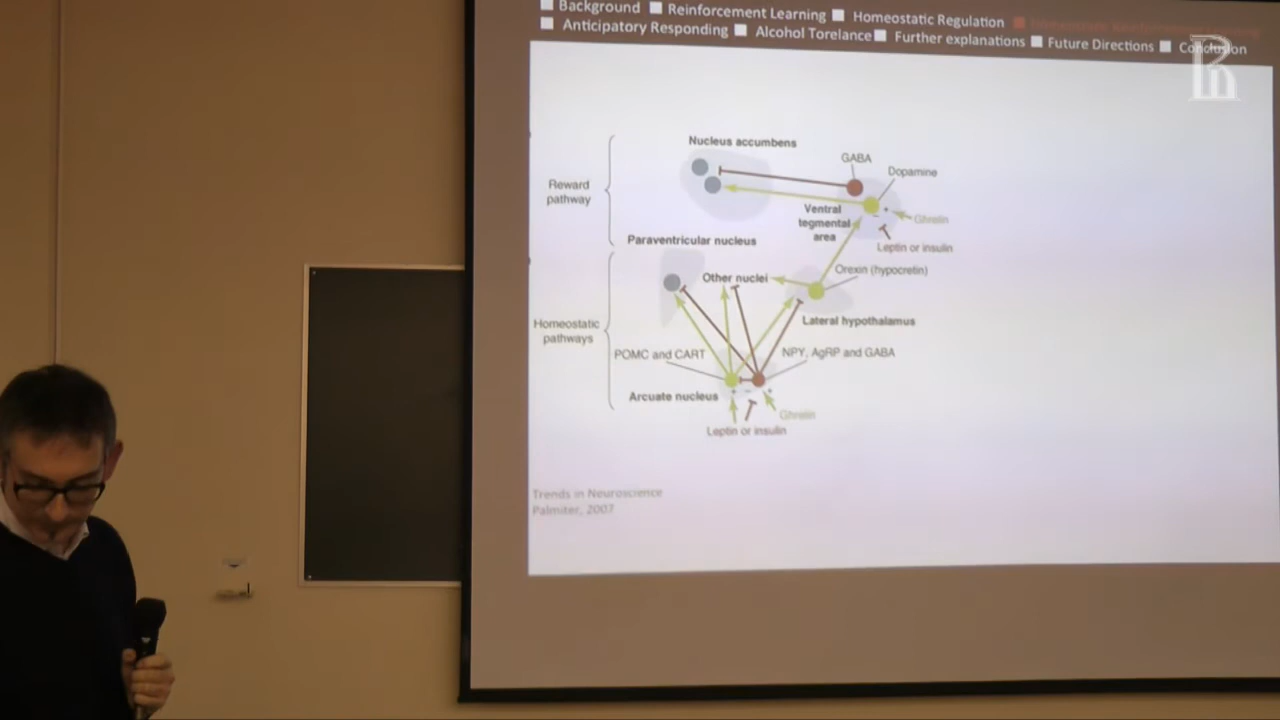 Background Reinforcement Learning Homeostatic Regulation
Anticipatory Responding Alcohol Torelance Further explanations Future Directions Conclusion
Nucleus accumbens
GABA
Dopamine
Reward
pathway
Ventral
tegmental
area
Ghrelin
Leptin or insulin
Paraventricular nucleus
Other nuclei
Orexin (hypocretin)
Lateral hypothalamus
Homeostatic
pathways
POMC and CART
NPY, AgRP and GABA
Arcuate nucleus
Ghrelin
Leptin or insulin
Trends in Neuroscience
Palmiter, 2007